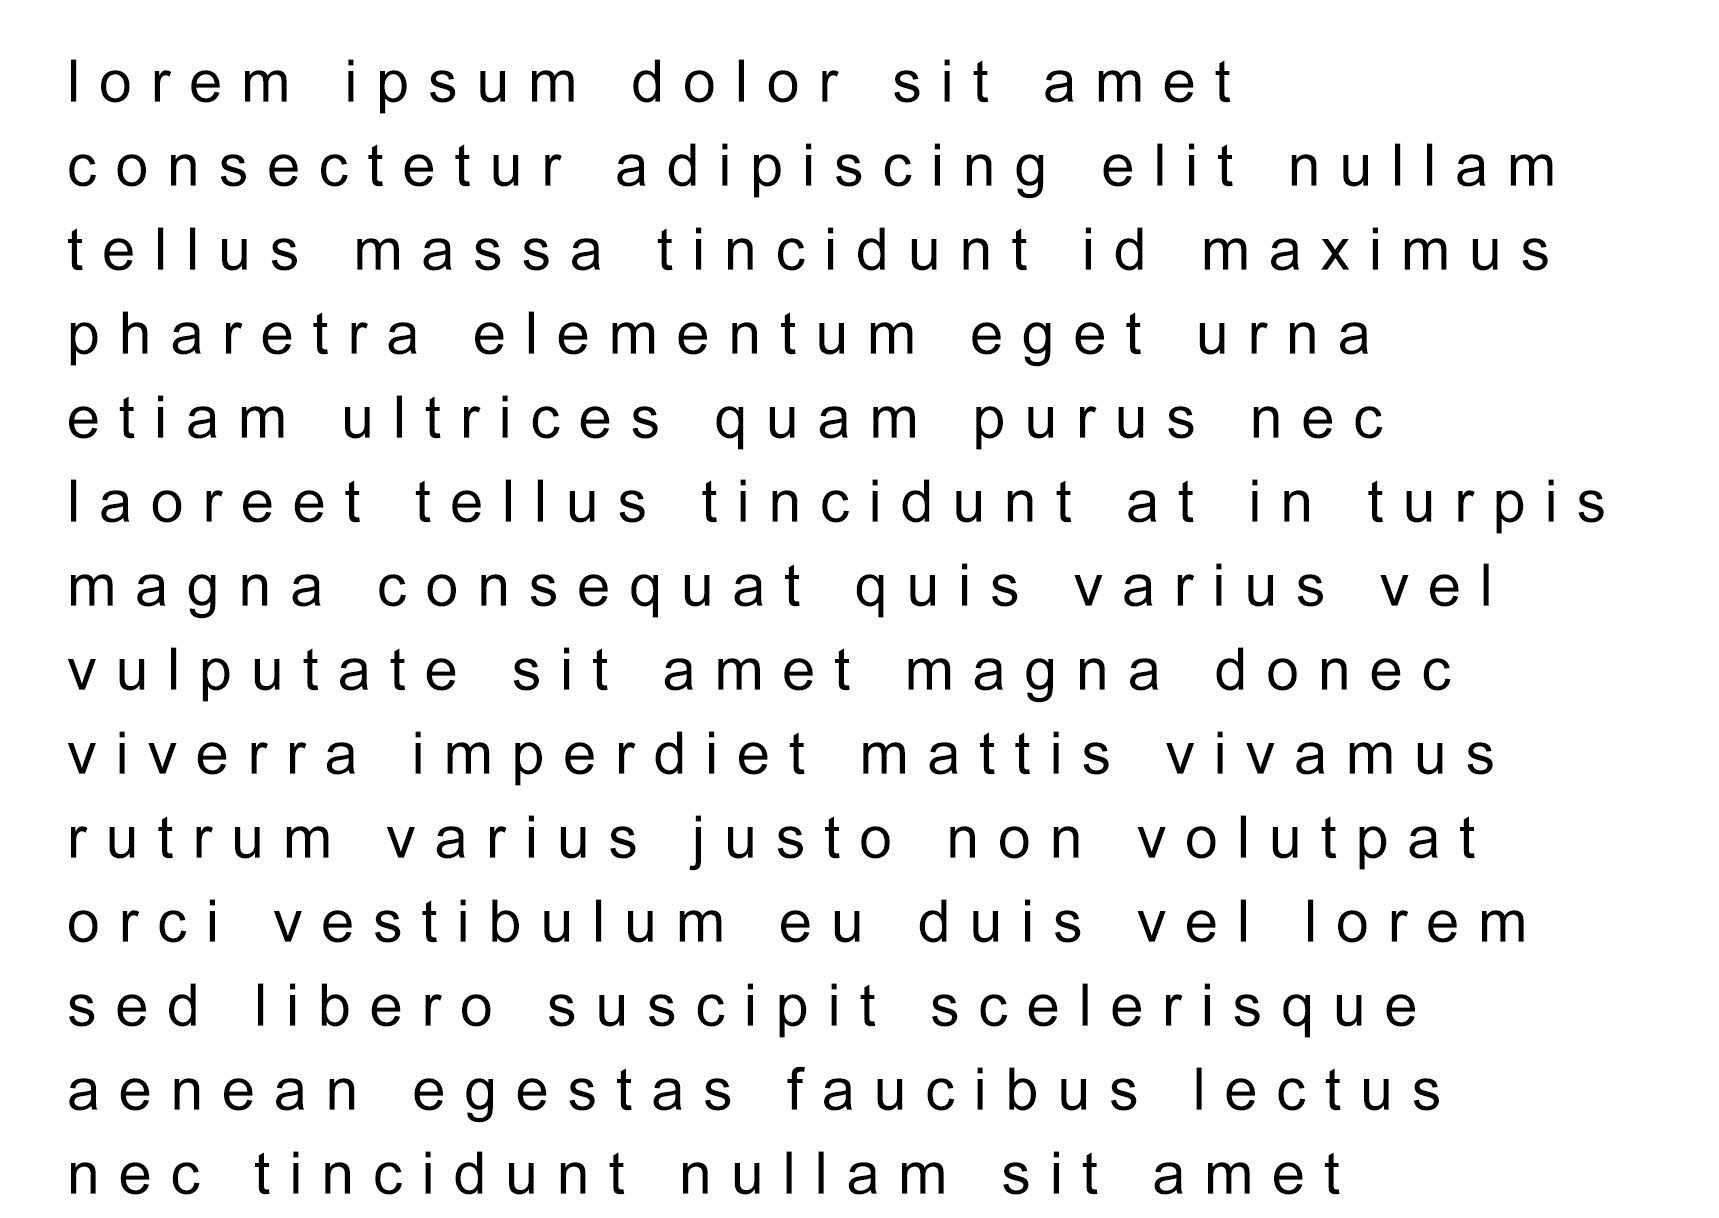 lorem ipsum dolor sit amet
consectetur adipiscing elit nullam
tellus massa tincidunt id maximus
pharetra elementum eget urna
etiam ultrices quam purus nec
laoreet tellus tincidunt at in turpis
magna consequat quis varius vel
vulputate sit amet magna donec
viverra imperdiet mattis vivamus
rutrum varius justo non volutpat
orci vestibulum eu duis vel lorem
sed libero suscipit scelerisque
aenean egestas faucibus lectus
nec tincidunt nullam sit amet